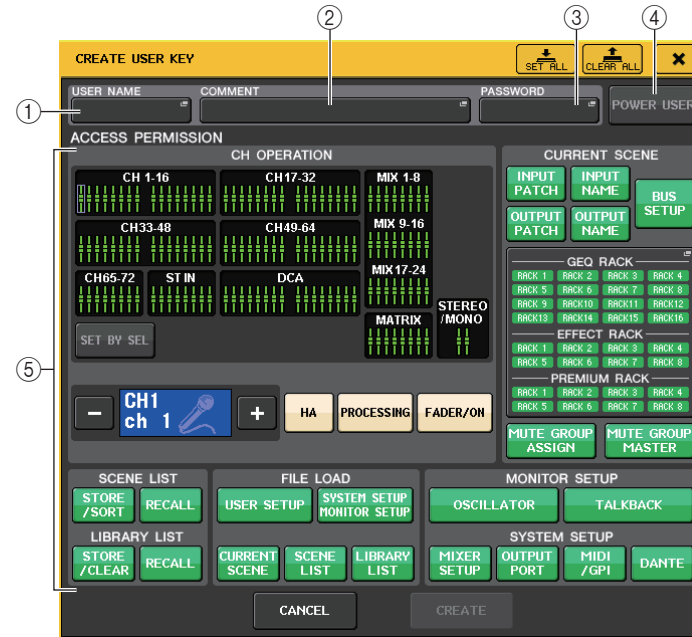 ② ③ ④
CREATE USER KEY SET ALL CLEAR ALL ×
USER NAME COMMENT PASSWORD
① POWER USER
ACCESS PERMISSION
CH OPERATION CURRENT SCENE
CH 1-16 CH17-32 MIX 1-8 INPUT PATCH INPUT NAME BUS SETUP
CH33-48 CH49-64 MIX 9-16 OUTPUT PATCH OUTPUT NAME
CH65-72 ST IN DCA MIX17-24
MATRIX STEREO/MONO
SET BY SEL
GEQ RACK
RACK 1 RACK 2 RACK 3 RACK 4
RACK 5 RACK 6 RACK 7 RACK 8
RACK 9 RACK10 RACK11 RACK12
RACK13 RACK14 RACK15 RACK16
EFFECT RACK
RACK 1 RACK 2 RACK 3 RACK 4
RACK 5 RACK 6 RACK 7 RACK 8
PREMIUM RACK
RACK 1 RACK 2 RACK 3 RACK 4
RACK 5 RACK 6 RACK 7 RACK 8
⑤
− CH1 ch 1 + HA PROCESSING FADER/ON
MUTE GROUP ASSIGN MUTE GROUP MASTER
SCENE LIST FILE LOAD MONITOR SETUP
STORE/SORT RECALL USER SETUP SYSTEM SETUP MONITOR SETUP OSCILLATOR TALKBACK
LIBRARY LIST SYSTEM SETUP
STORE/CLEAR RECALL CURRENT SCENE SCENE LIST LIBRARY LIST MIXER SETUP OUTPUT PORT MIDI/GPI DANTE
CANCEL CREATE